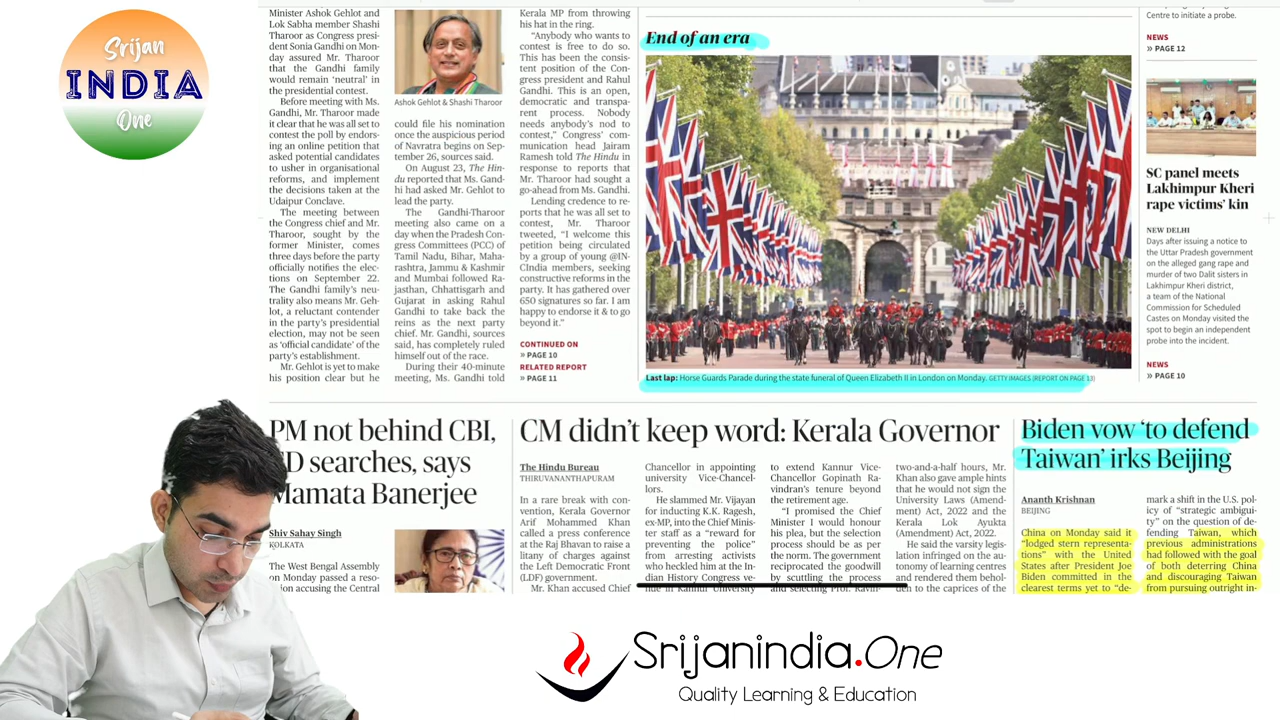 Srijan
INDIA
One
Minister Ashok Gehlot and
Lok Sabha member Shashi
Tharoor as Congress presi-
dent Sonia Gandhi on Mon-
day assured Mr. Tharoor
that the Gandhi family
would remain ‘neutral’ in
the presidential contest.
Before meeting with Ms.
Gandhi, Mr. Tharoor made
it clear that he was all set to
contest the poll by endors-
ing an online petition that
asked potential candidates
to usher in organisational
reforms, and implement
the decisions taken at the
Udaipur Conclave.
The meeting between
the Congress chief and Mr.
Tharoor, sought by the
former Minister, comes
three days before the party
officially notifies the elec-
tions on September 22.
The Gandhi family’s neu-
trality also means Mr. Geh-
lot, a reluctant contender
in the party’s presidential
election, may not be seen
as ‘official candidate’ of the
party’s establishment.
Mr. Gehlot is yet to make
his position clear but he
Ashok Gehlot & Shashi Tharoor
could file his nomination
once the auspicious period
of Navratra begins on Sep-
tember 26, sources said.
On August 23, The Hin-
du reported that Ms. Gand-
hi had asked Mr. Gehlot to
lead the party.
The Gandhi-Tharoor
meeting also came on a
day when the Pradesh Con-
gress Committees (PCC) of
Tamil Nadu, Bihar, Maha-
rashtra, Jammu & Kashmir
and Mumbai followed Ra-
jasthan, Chhattisgarh and
Gujarat in asking Rahul
Gandhi to take back the
reins as the next party
chief. Mr. Gandhi, sources
said, has completely ruled
himself out of the race.
During their 40-minute
meeting, Ms. Gandhi told
Kerala MP from throwing
his hat in the ring.
“Anybody who wants to
contest is free to do so.
This has been the consis-
tent position of the Con-
gress president and Rahul
Gandhi. This is an open,
democratic and transpa-
rent process. Nobody
needs anybody’s nod to
contest,” Congress’ com-
munication head Jairam
Ramesh told The Hindu in
response to reports that
Mr. Tharoor had sought a
go-ahead from Ms. Gandhi.
Lending credence to re-
ports that he was all set to
contest, Mr. Tharoor
tweeted, “I welcome this
petition being circulated
by a group of young @IN-
CIndia members, seeking
constructive reforms in the
party. It has gathered over
650 signatures so far. I am
happy to endorse it & to go
beyond it.”
CONTINUED ON
» PAGE 10
RELATED REPORT
» PAGE 11
End of an era
Last lap: Horse Guards Parade during the state funeral of Queen Elizabeth II in London on Monday. GETTY IMAGES (REPORT ON PAGE 13)
Centre to initiate a probe.
NEWS
» PAGE 12
SC panel meets
Lakhimpur Kheri
rape victims’ kin
NEW DELHI
Days after issuing a notice to
the Uttar Pradesh government
on the alleged gang rape and
murder of two Dalit sisters in
Lakhimpur Kheri district,
a team of the National
Commission for Scheduled
Castes on Monday visited the
spot to begin an independent
probe into the incident.
NEWS
» PAGE 10
PM not behind CBI,
ED searches, says
Mamata Banerjee
Shiv Sahay Singh
KOLKATA
The West Bengal Assembly
on Monday passed a reso-
accusing the Central
CM didn’t keep word: Kerala Governor
The Hindu Bureau
THIRUVANANTHAPURAM
In a rare break with con-
vention, Kerala Governor
Arif Mohammed Khan
called a press conference
at the Raj Bhavan to raise a
litany of charges against
the Left Democratic Front
(LDF) government.
Mr. Khan accused Chief
Chancellor in appointing
university Vice-Chancel-
lors.
He slammed Mr. Vijayan
for inducting K.K. Ragesh,
ex-MP, into the Chief Minis-
ter staff as a “reward for
preventing the police”
from arresting activists
who heckled him at the In-
dian History Congress ve-
nue in Kannur University
to extend Kannur Vice-
Chancellor Gopinath Ra-
vindran’s tenure beyond
the retirement age.
“I promised the Chief
Minister I would honour
his plea, but the selection
process should be as per
the norm. The government
reciprocated the goodwill
by scuttling the process
and selecting Prof. Ravin-
two-and-a-half hours, Mr.
Khan also gave ample hints
that he would not sign the
University Laws (Amend-
ment) Act, 2022 and the
Kerala Lok Ayukta
(Amendment) Act, 2022.
He said the varsity legis-
lation infringed on the au-
tonomy of learning centres
and rendered them behol-
den to the caprices of the
Biden vow ‘to defend
Taiwan’ irks Beijing
Ananth Krishnan
BEIJING
China on Monday said it
“lodged stern representa-
tions” with the United
States after President Joe
Biden committed in the
clearest terms yet to “de-
mark a shift in the U.S. pol-
icy of “strategic ambigui-
ty” on the question of de-
fending Taiwan, which
previous administrations
had followed with the goal
of both deterring China
and discouraging Taiwan
from pursuing outright in-
Srijanindia.One
Quality Learning & Education